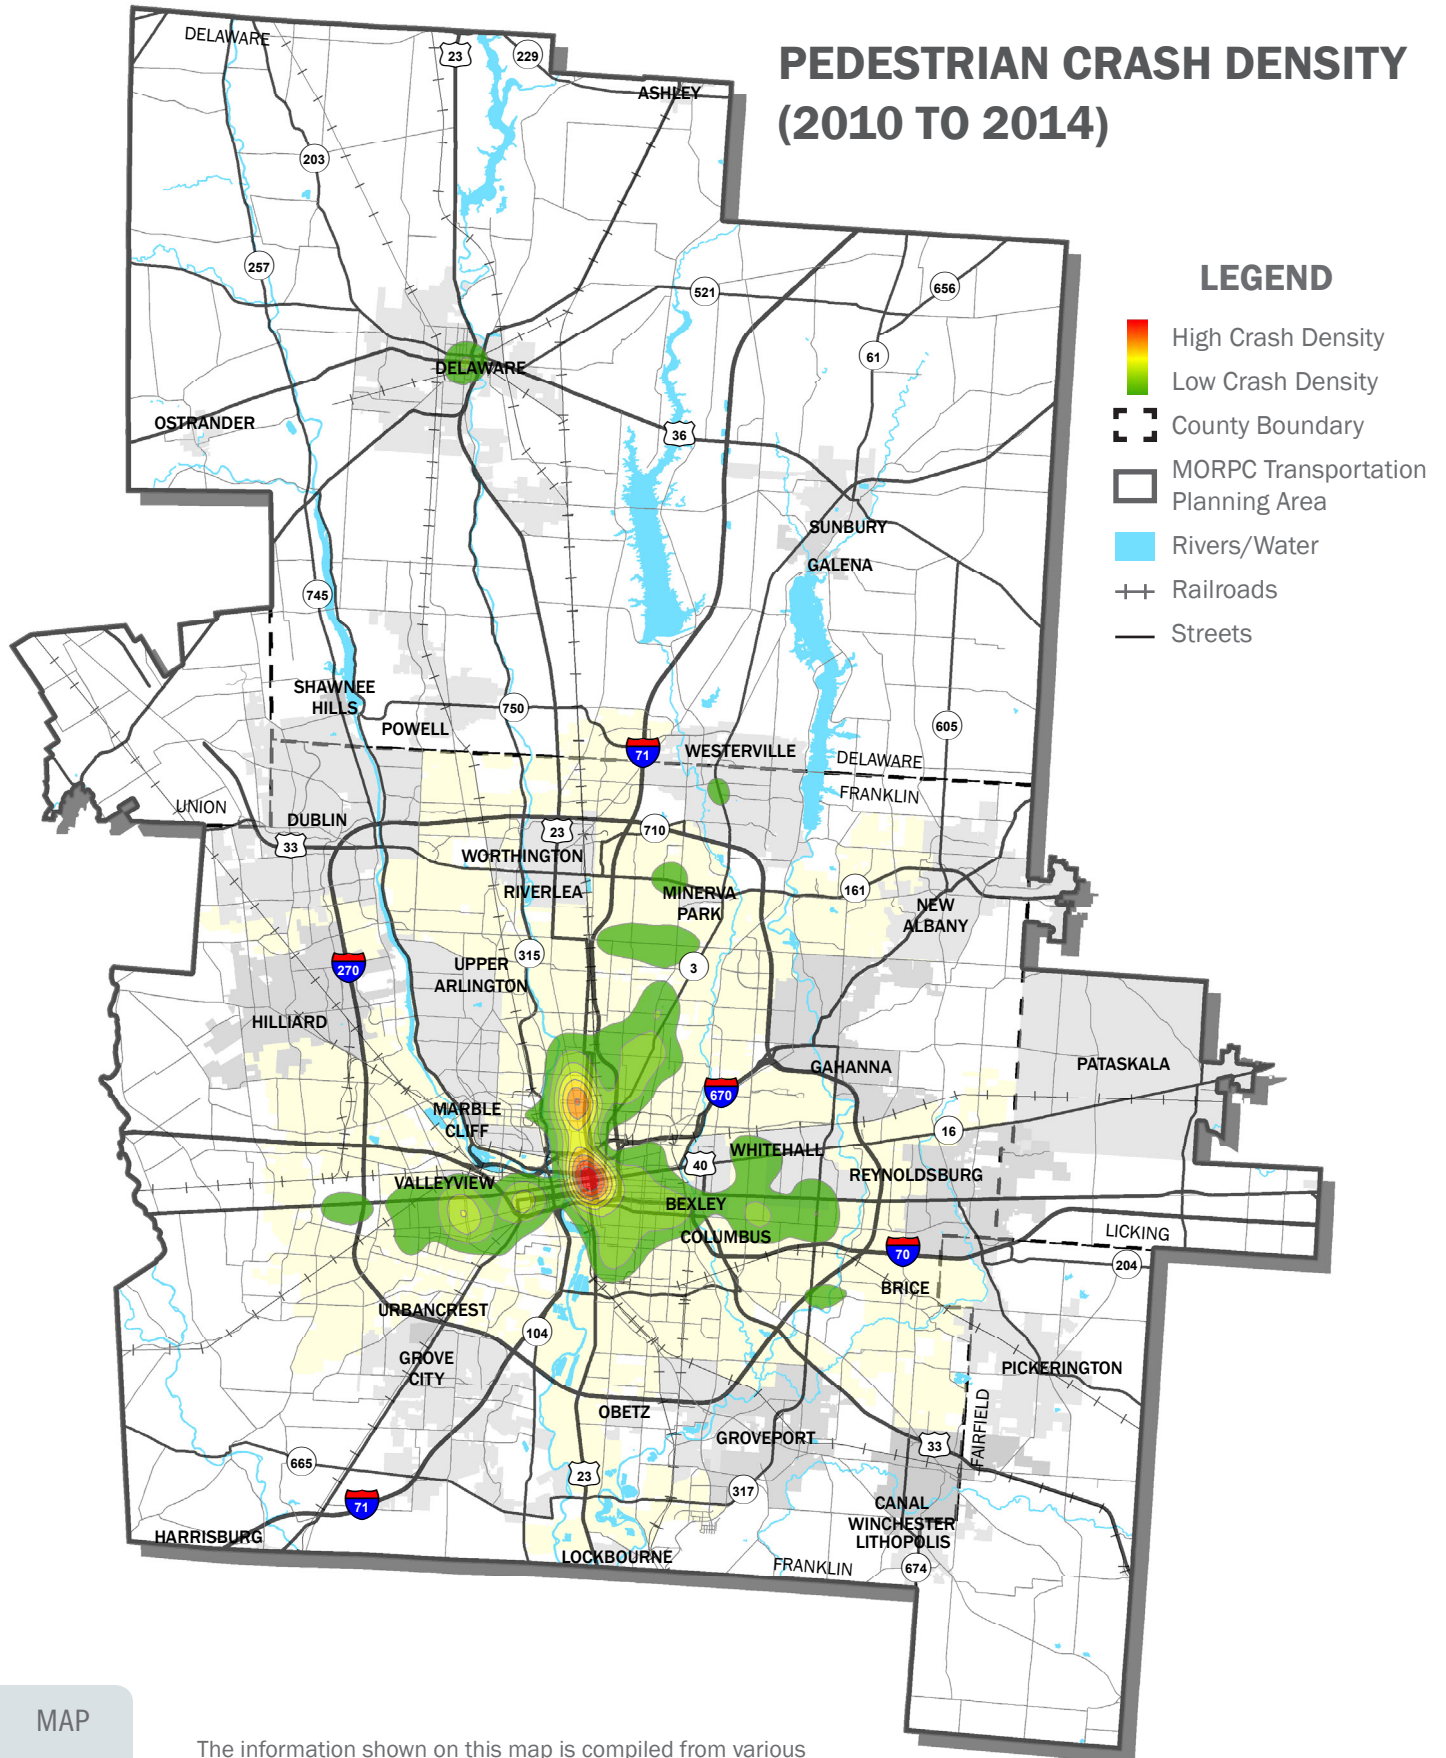 PEDESTRIAN CRASH DENSITY
(2010 TO 2014)
LEGEND
High Crash Density
Low Crash Density
County Boundary
MORPC Transportation
Planning Area
Rivers/Water
Railroads
Streets
DELAWARE
23
229
ASHLEY
203
257
521
656
61
DELAWARE
OSTRANDER
36
SUNBURY
GALENA
745
SHAWNEE
HILLS
750
POWELL
605
71
WESTERVILLE
DELAWARE
FRANKLIN
UNION
DUBLIN
33
23
710
WORTHINGTON
RIVERLEA
MINERVA
PARK
161
NEW
ALBANY
315
270
UPPER
ARLINGTON
3
HILLIARD
GAHANNA
PATASKALA
670
MARBLE
CLIFF
16
WHITEHALL
40
REYNOLDSBURG
VALLEYVIEW
BEXLEY
COLUMBUS
LICKING
70
204
BRICE
URBANCREST
104
GROVE
CITY
PICKERINGTON
OBETZ
FAIRFIELD
GROVEPORT
33
665
23
317
71
CANAL
WINCHESTER
LITHOPOLIS
HARRISBURG
LOCKBOURNE
FRANKLIN
674
MAP
The information shown on this map is compiled from various